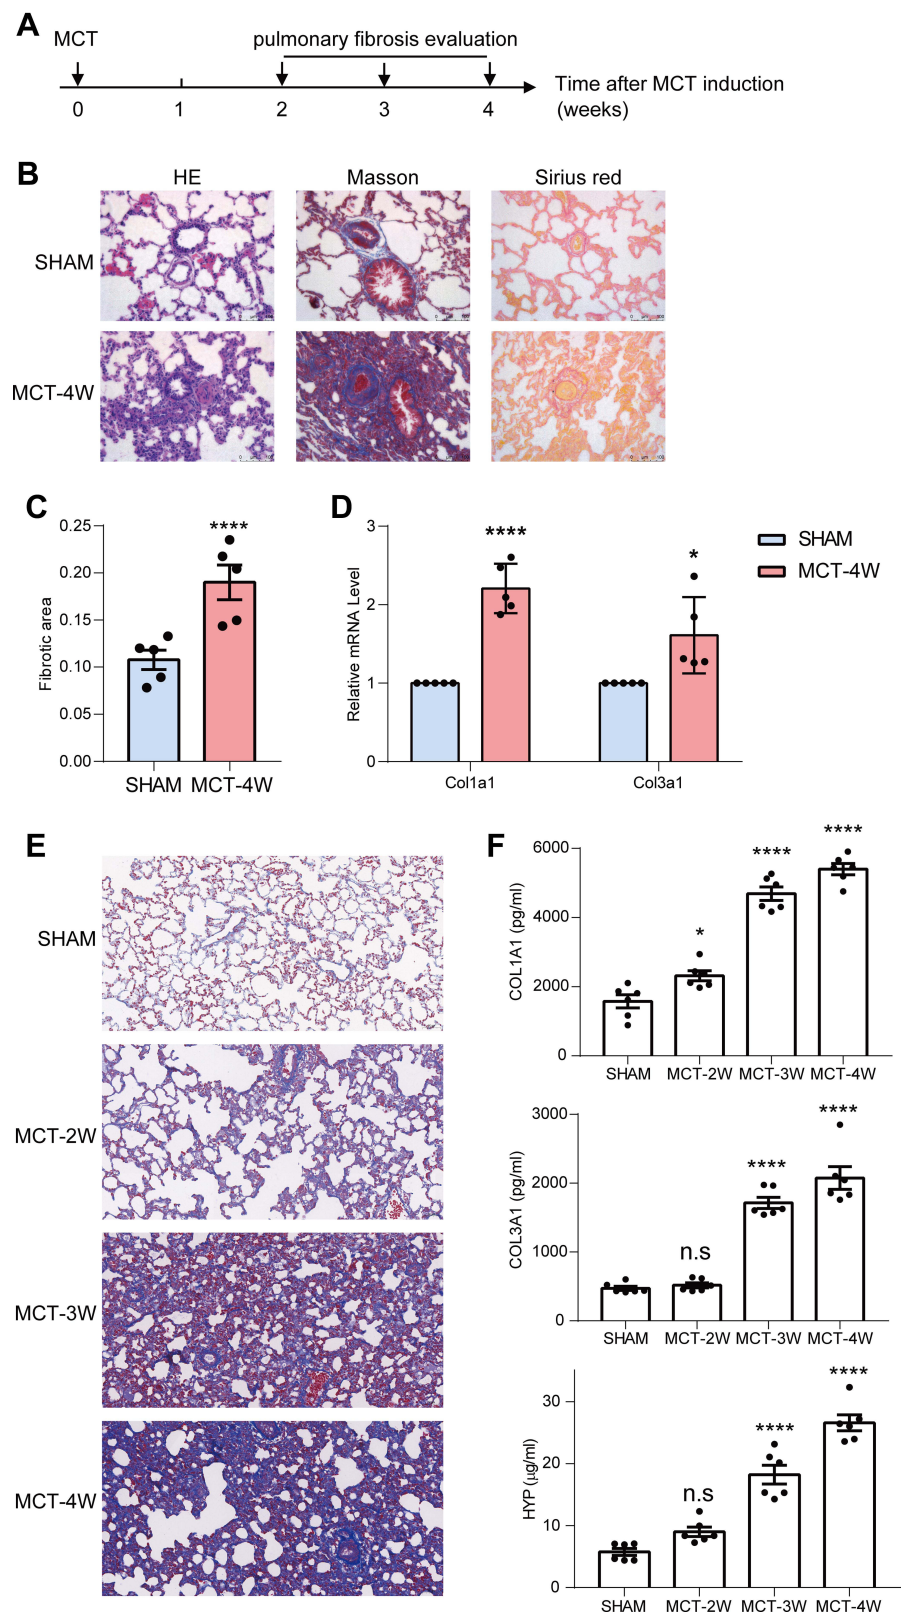 A
MCT
pulmonary fibrosis evaluation
0 1 2 3 4
Time after MCT induction
(weeks)
B
HE Masson Sirius red
SHAM
MCT-4W
C
0.25
****
0.20
0.15
0.10
0.05
0.00
Fibrotic area
SHAM MCT-4W
D
3
2
1
0
Relative mRNA Level
****
*
Col1a1 Col3a1
SHAM
MCT-4W
E
SHAM
MCT-2W
MCT-3W
MCT-4W
F
6000
4000
2000
0
COL1A1 (pg/ml)
*
****
****
SHAM MCT-2W MCT-3W MCT-4W
3000
2000
1000
0
COL3A1 (pg/ml)
n.s
****
****
SHAM MCT-2W MCT-3W MCT-4W
30
20
10
0
HYP (μg/ml)
n.s
****
****
SHAM MCT-2W MCT-3W MCT-4W